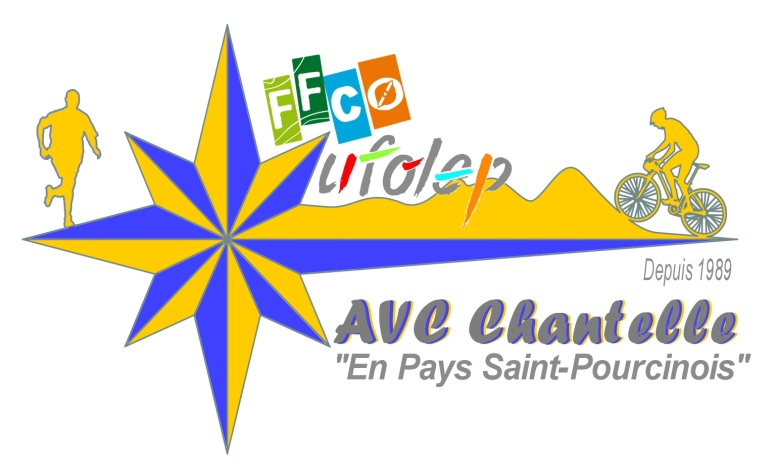 FFCO
ufolep
Depuis 1989
AVC Chantelle
"En Pays Saint-Pourcinois"